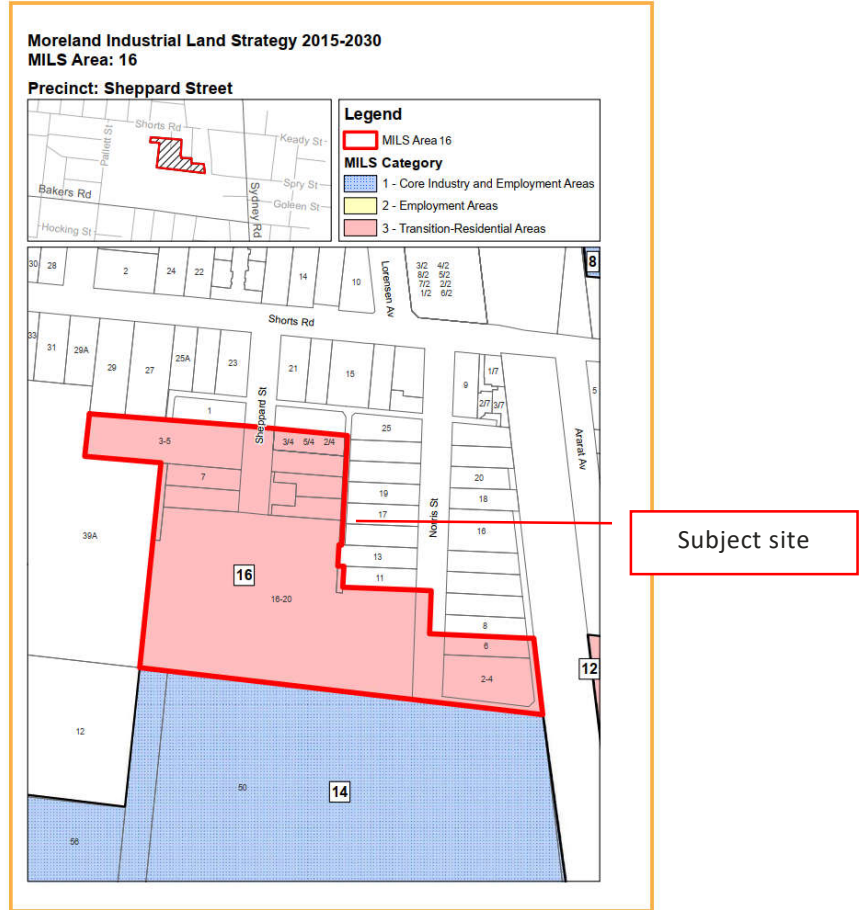 Moreland Industrial Land Strategy 2015-2030
MILS Area: 16
Precinct: Sheppard Street
Shorts Rd
Keady St
Pallett St
Spry St
Bakers Rd
Sydney Rd
Goleen St
Hocking St
Legend
MILS Area 16
MILS Category
1 - Core Industry and Employment Areas
2 - Employment Areas
3 - Transition-Residential Areas
30 28 2 24 22 14 10
Lorensen Av
3/2 4/2
8/2 5/2
7/2 2/2
1/2 6/2
8
Shorts Rd
33 31 29A 29 27 25A 23 21 15 9 1/7
2/7 3/7
5
Sheppard St
1
25
3-5
3/4 5/4 2/4
Ararat Av
7
19
17
20
18
16
Norris St
Subject site
39A
13
11
16
16-20
8
6
2-4
12
12
50
14
56